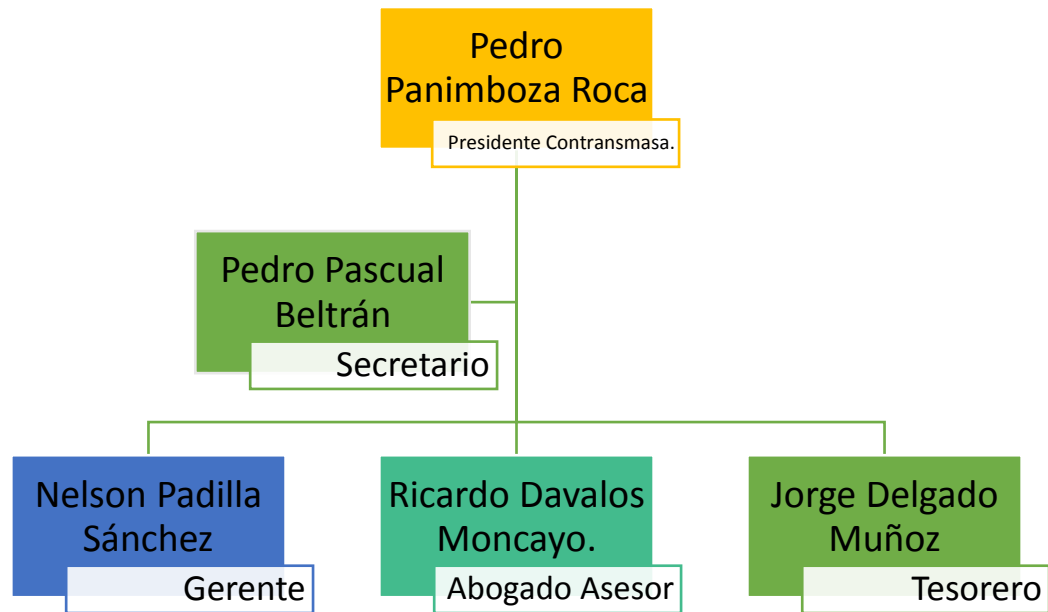 Pedro
Panimboza Roca
Presidente Contransmasa.
Pedro Pascual
Beltrán
Secretario
Nelson Padilla
Sánchez
Gerente
Ricardo Davalos
Moncayo.
Abogado Asesor
Jorge Delgado
Muñoz
Tesorero